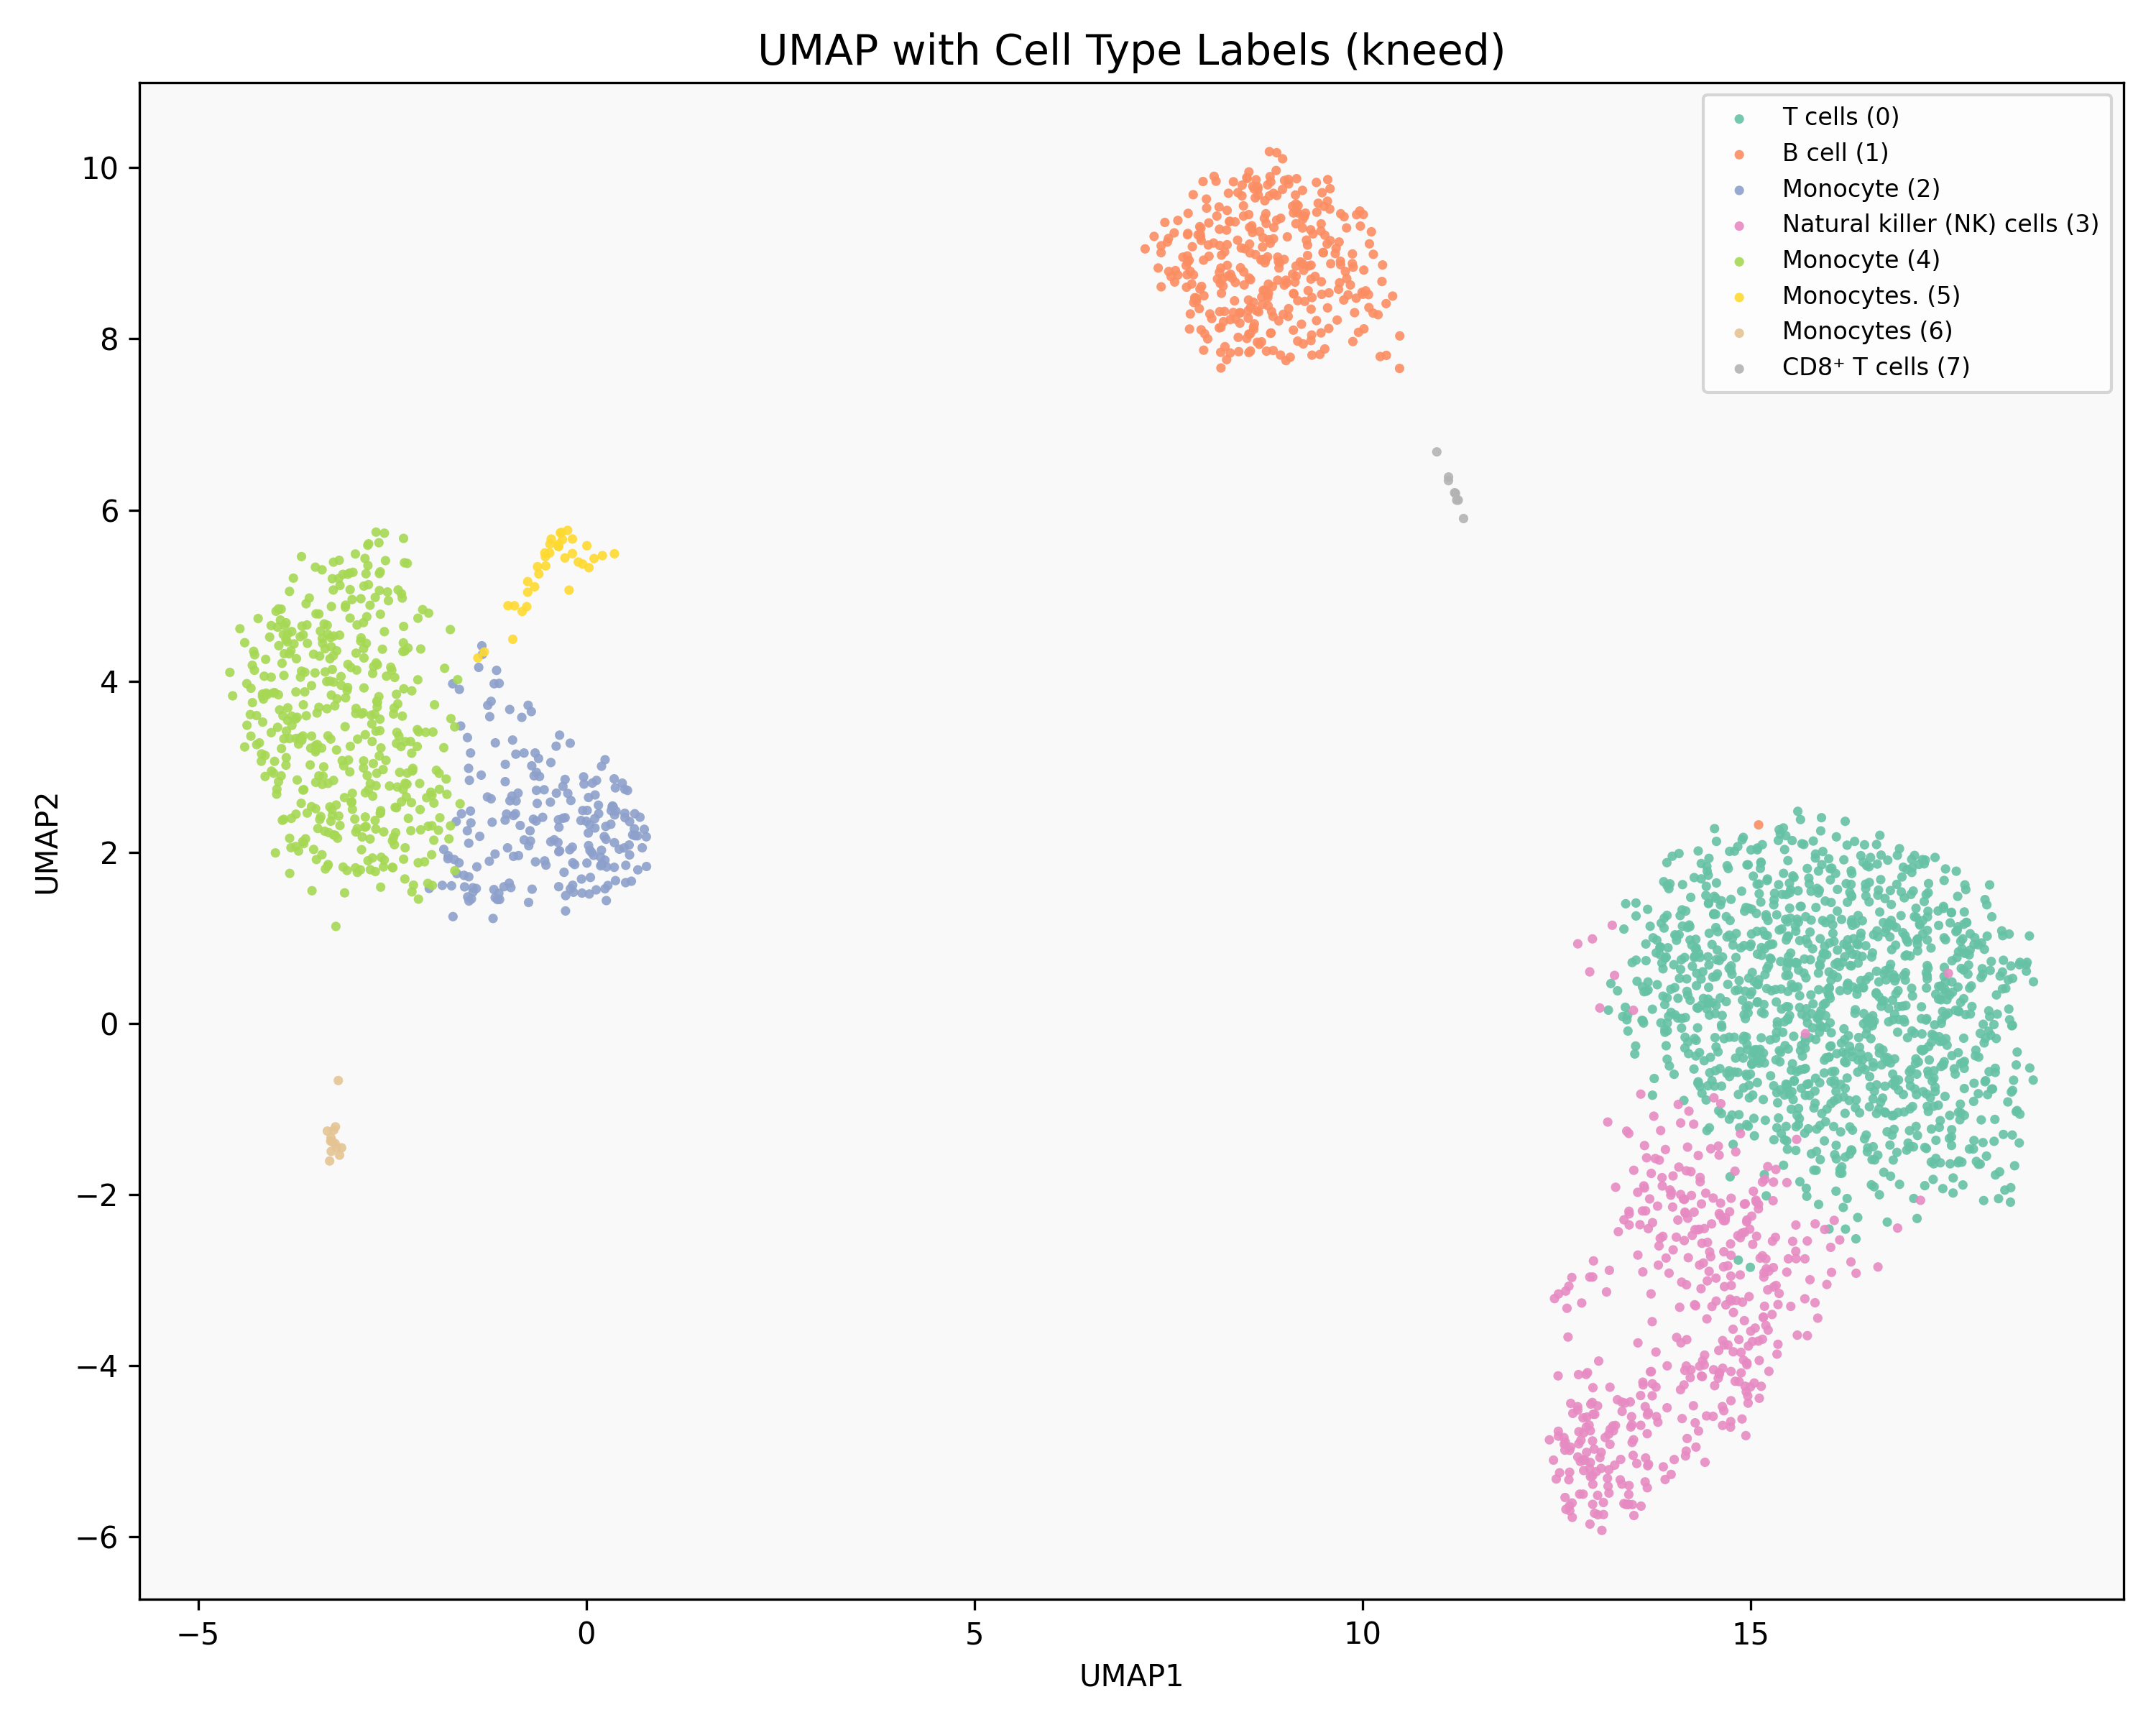 UMAP with Cell Type Labels (kneed)
T cells (0)
B cell (1)
Monocyte (2)
Natural killer (NK) cells (3)
Monocyte (4)
Monocytes. (5)
Monocytes (6)
CD8⁺ T cells (7)
10
8
6
4
2
0
−2
−4
−6
UMAP2
−5
0
5
10
15
UMAP1